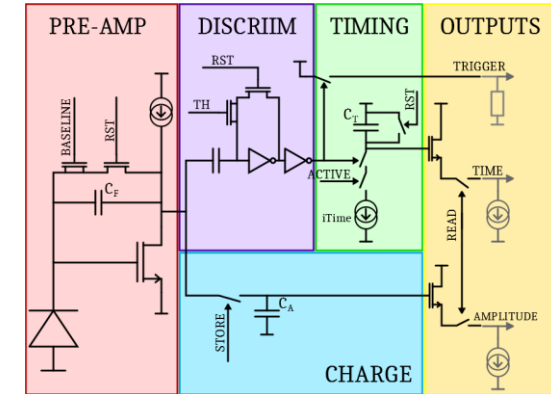 PRE-AMP
DISCRIIM
TIMING
OUTPUTS
RST
TRIGGER
TH
BASELINE
RST
C_T
RST
C_F
ACTIVE
TIME
iTime
READ
STORE
C_A
AMPLITUDE
CHARGE